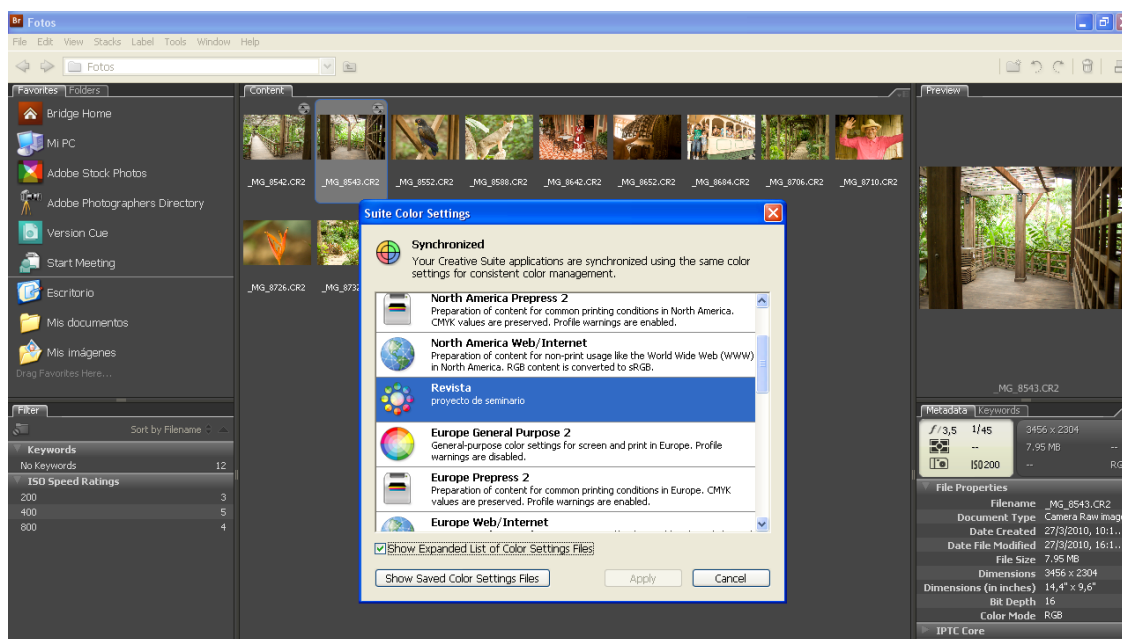 Br Fotos
File Edit View Stacks Label Tools Window Help
Fotos
Favorites Folders
Bridge Home
Mi PC
Adobe Stock Photos
Adobe Photographers Directory
Version Cue
Start Meeting
Escritorio
Mis documentos
Mis imágenes
Drag Favorites Here...
Filter
Sort by Filename
Keywords
No Keywords 12
ISO Speed Ratings
200 3
400 5
800 4
Content
_MG_8542.CR2 _MG_8543.CR2 _MG_8552.CR2 _MG_8588.CR2 _MG_8642.CR2 _MG_8652.CR2 _MG_8684.CR2 _MG_8706.CR2 _MG_8710.CR2
_MG_8726.CR2 _MG_8732
Suite Color Settings
Synchronized
Your Creative Suite applications are synchronized using the same color
settings for consistent color management.
North America Prepress 2
Preparation of content for common printing conditions in North America.
CMYK values are preserved. Profile warnings are enabled.
North America Web/Internet
Preparation of content for non-print usage like the World Wide Web (WWW)
in North America. RGB content is converted to sRGB.
Revista
proyecto de seminario
Europe General Purpose 2
General-purpose color settings for screen and print in Europe. Profile
warnings are disabled.
Europe Prepress 2
Preparation of content for common printing conditions in Europe. CMYK
values are preserved. Profile warnings are enabled.
Europe Web/Internet
Show Expanded List of Color Settings Files
Show Saved Color Settings Files Apply Cancel
Preview
_MG_8543.CR2
Metadata Keywords
f/3,5 1/45 3456 x 2304
-- 7.95 MB --
ISO200 -- RG
File Properties
Filename _MG_8543.CR2
Document Type Camera Raw imag
Date Created 27/3/2010, 10:1...
Date File Modified 27/3/2010, 16:1...
File Size 7.95 MB
Dimensions 3456 x 2304
Dimensions (in inches) 14,4" x 9,6"
Bit Depth 16
Color Mode RGB
IPTC Core